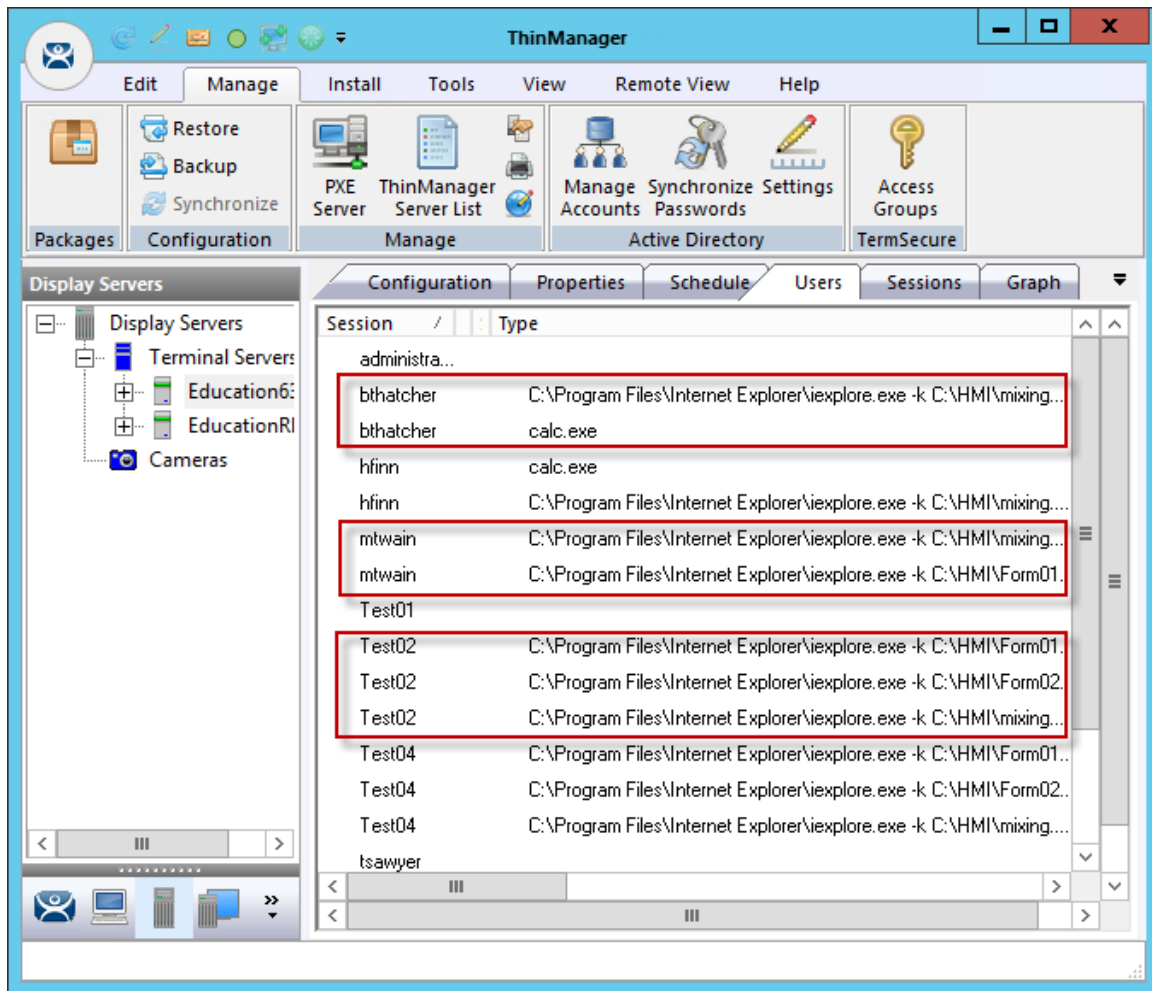 ThinManager
Edit Manage Install Tools View Remote View Help
Restore
Backup
Synchronize
PXE Server
ThinManager Server List
Manage Accounts
Synchronize Passwords
Settings
Access Groups
Packages Configuration Manage Active Directory TermSecure
Display Servers
Display Servers
Terminal Servers
Education63
EducationRI
Cameras
Configuration Properties Schedule Users Sessions Graph
Session Type
administra...
bthatcher C:\Program Files\Internet Explorer\iexplore.exe -k C:\HMI\mixing...
bthatcher calc.exe
hfinn calc.exe
hfinn C:\Program Files\Internet Explorer\iexplore.exe -k C:\HMI\mixing....
mtwain C:\Program Files\Internet Explorer\iexplore.exe -k C:\HMI\mixing...
mtwain C:\Program Files\Internet Explorer\iexplore.exe -k C:\HMI\Form01.
Test01
Test02 C:\Program Files\Internet Explorer\iexplore.exe -k C:\HMI\Form01.
Test02 C:\Program Files\Internet Explorer\iexplore.exe -k C:\HMI\Form02.
Test02 C:\Program Files\Internet Explorer\iexplore.exe -k C:\HMI\mixing...
Test04 C:\Program Files\Internet Explorer\iexplore.exe -k C:\HMI\Form01..
Test04 C:\Program Files\Internet Explorer\iexplore.exe -k C:\HMI\Form02..
Test04 C:\Program Files\Internet Explorer\iexplore.exe -k C:\HMI\mixing....
tsawyer